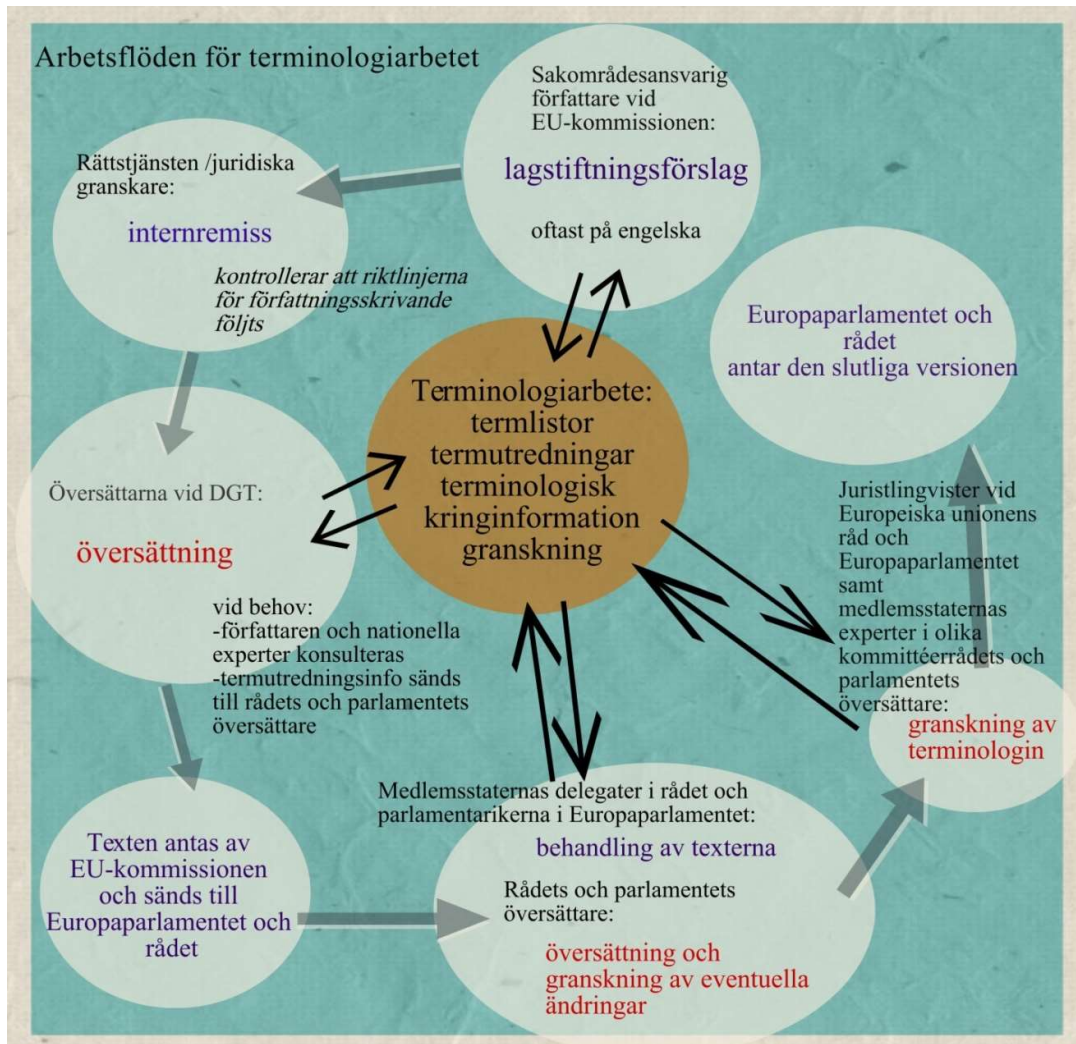 Arbetsflöden för terminologiarbetet
Sakområdesansvarig
författare vid
EU-kommissionen:
lagstiftningsförslag
oftast på engelska
Rättstjänsten /juridiska
granskare:
internremiss
kontrollerar att riktlinjerna
för författningsskrivande
följts
Översättarna vid DGT:
översättning
vid behov:
-författaren och nationella
experter konsulteras
-termutredningsinfo sänds
till rådets och parlamentets
översättare
Texten antas av
EU-kommissionen
och sänds till
Europaparlamentet och
rådet
Medlemsstaternas delegater i rådet och
parlamentarikerna i Europaparlamentet:
behandling av texterna
Rådets och parlamentets
översättare:
översättning och
granskning av eventuella
ändringar
Juristlingvister vid
Europeiska unionens
råd och
Europaparlamentet
samt
medlemsstaternas
experter i olika
kommittéerrådets och
parlamentets
översättare:
granskning av
terminologin
Europaparlamentet och
rådet
antar den slutliga versionen
Terminologiarbete:
termlistor
termutredningar
terminologisk
kringinformation
granskning